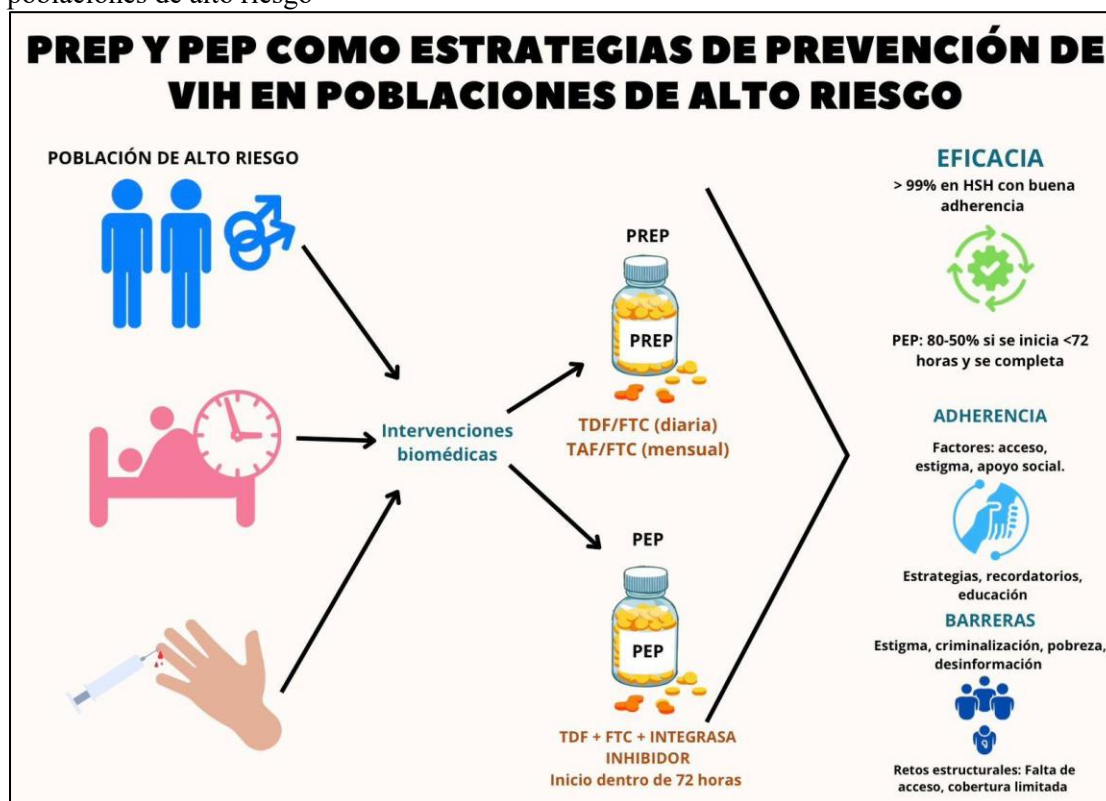 poblaciones de alto riesgo
PREP Y PEP COMO ESTRATEGIAS DE PREVENCIÓN DE
VIH EN POBLACIONES DE ALTO RIESGO
POBLACIÓN DE ALTO RIESGO
Intervenciones
biomédicas
PREP
PREP
TDF/FTC (diaria)
TAF/FTC (mensual)
PEP
PEP
TDF + FTC + INTEGRASA
INHIBIDOR
Inicio dentro de 72 horas
EFICACIA
> 99% en HSH con buena
adherencia
PEP: 80-50% si se inicia <72
horas y se completa
ADHERENCIA
Factores: acceso,
estigma, apoyo social.
Estrategias, recordatorios,
educación
BARRERAS
Estigma, criminalización, pobreza,
desinformación
Retos estructurales: Falta de
acceso, cobertura limitada